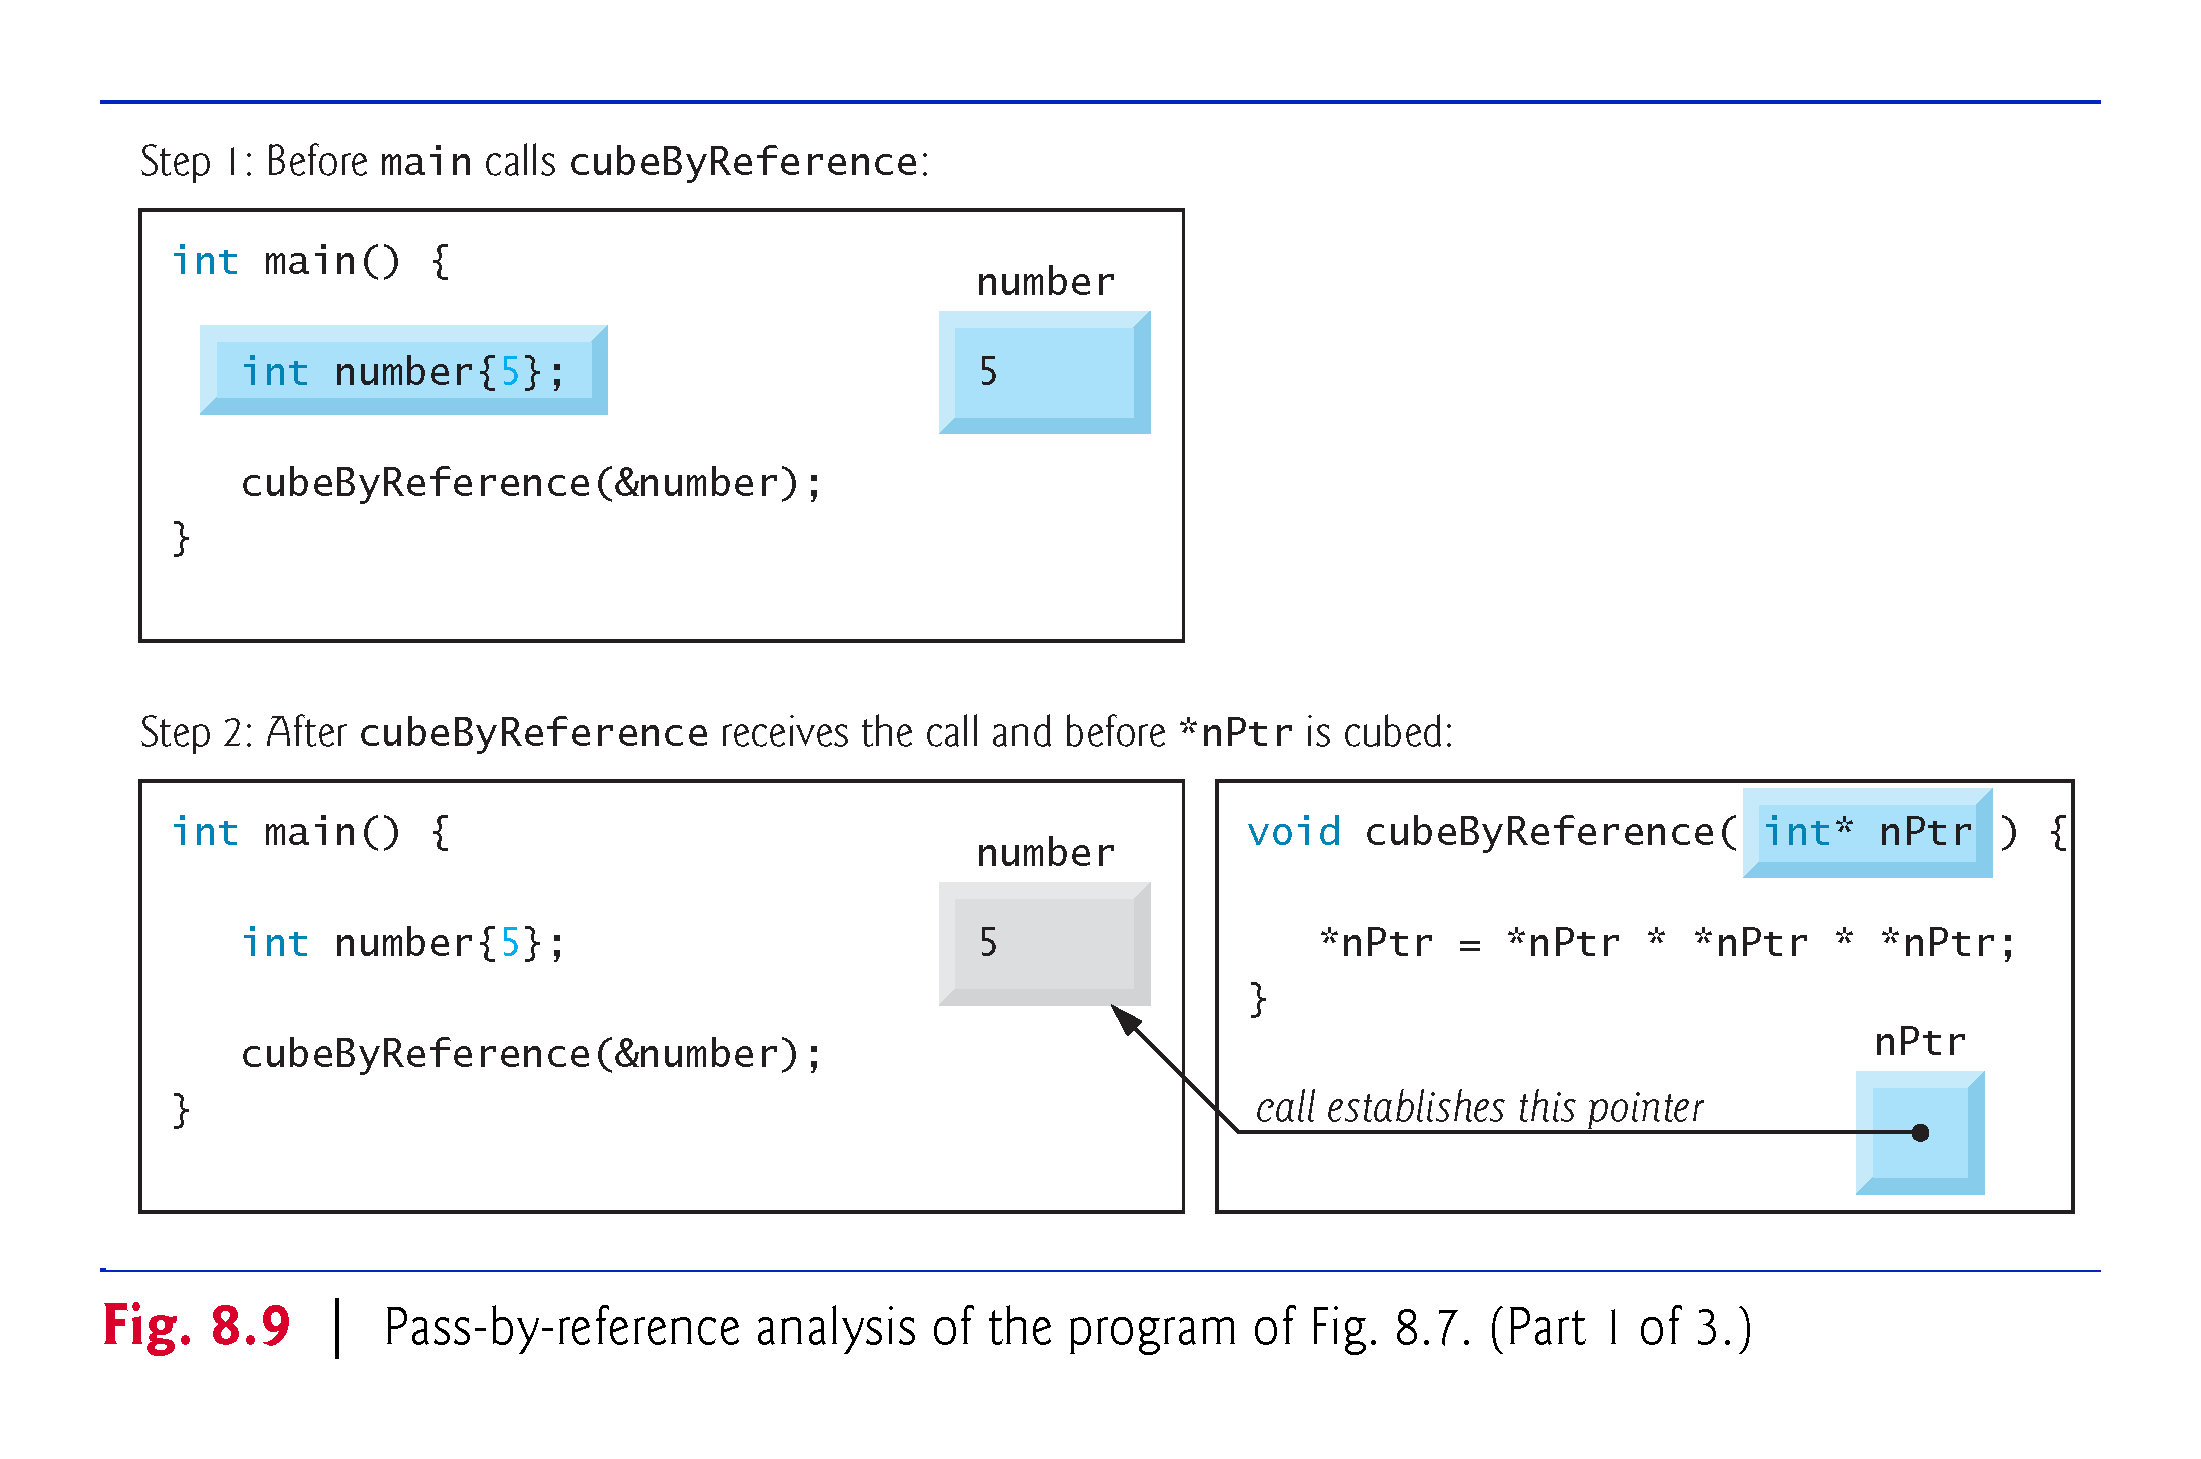 Step 1: Before main calls cubeByReference:
int main() {
number
int number{5};
5
cubeByReference(&number);
}
Step 2: After cubeByReference receives the call and before *nPtr is cubed:
int main() {
number
int number{5};
5
cubeByReference(&number);
}
void cubeByReference( int* nPtr ) {
*nPtr = *nPtr * *nPtr * *nPtr;
}
nPtr
call establishes this pointer
Fig. 8.9 | Pass-by-reference analysis of the program of Fig. 8.7. (Part 1 of 3.)